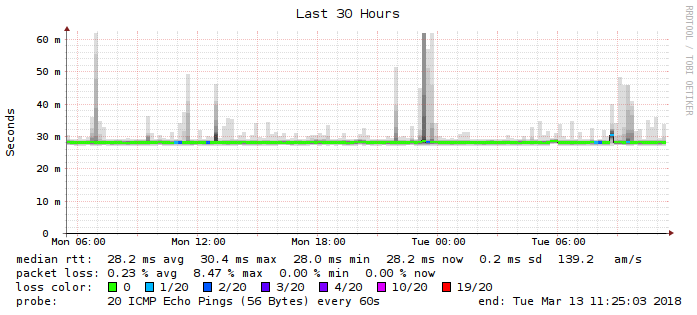 Last 30 Hours
RRDTOOL / TOBI OETIKER
Seconds
60 m
50 m
40 m
30 m
20 m
10 m
0
Mon 06:00 Mon 12:00 Mon 18:00 Tue 00:00 Tue 06:00
median rtt: 28.2 ms avg 30.4 ms max 28.0 ms min 28.2 ms now 0.2 ms sd 139.2 am/s
packet loss: 0.23 % avg 8.47 % max 0.00 % min 0.00 % now
loss color: 0 1/20 2/20 3/20 4/20 10/20 19/20
probe: 20 ICMP Echo Pings (56 Bytes) every 60s end: Tue Mar 13 11:25:03 2018